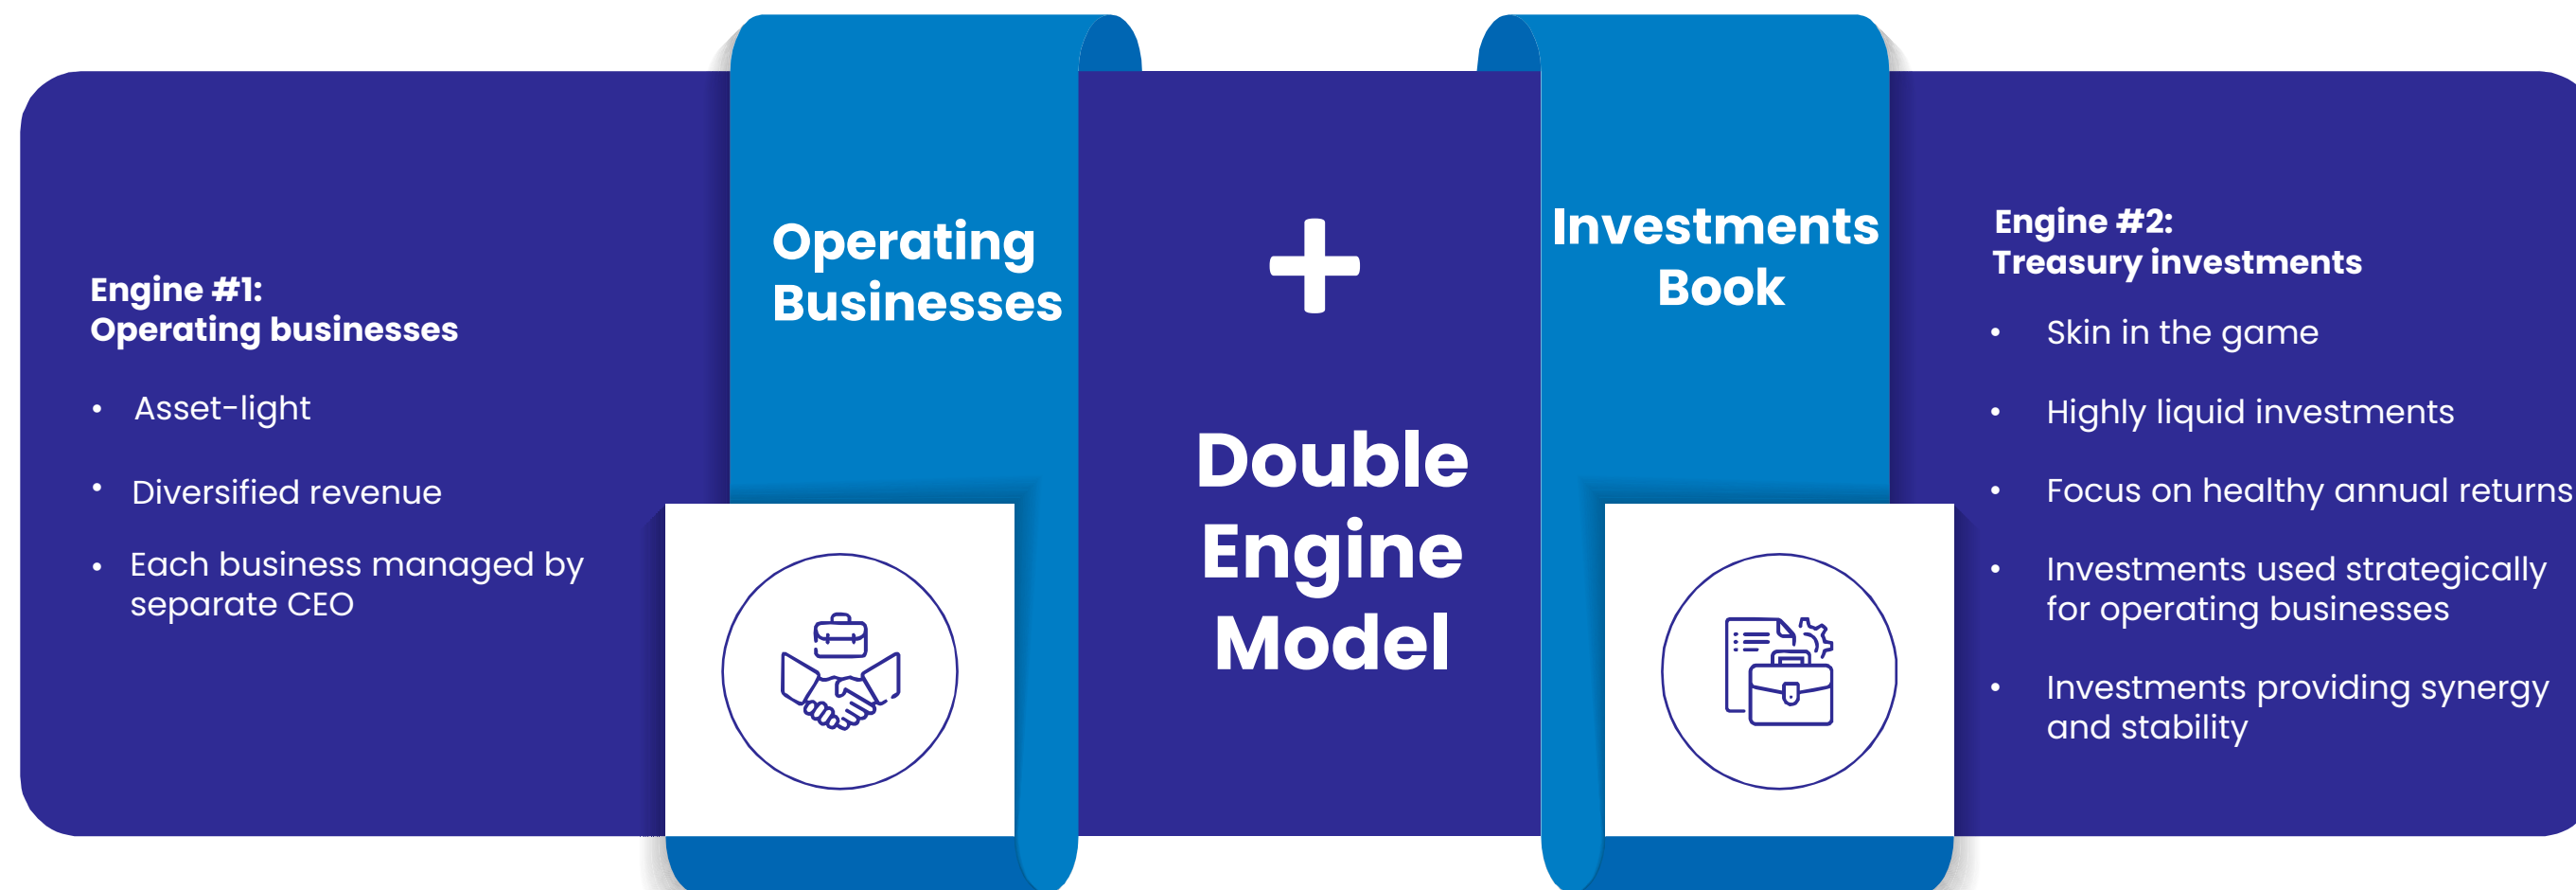 Engine #1:
Operating businesses
• Asset-light
• Diversified revenue
• Each business managed by
separate CEO
Operating
Businesses
+
Double
Engine
Model
Investments
Book
Engine #2:
Treasury investments
• Skin in the game
• Highly liquid investments
• Focus on healthy annual returns
• Investments used strategically
for operating businesses
• Investments providing synergy
and stability